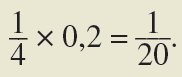 1/4 × 0,2 = 1/20.